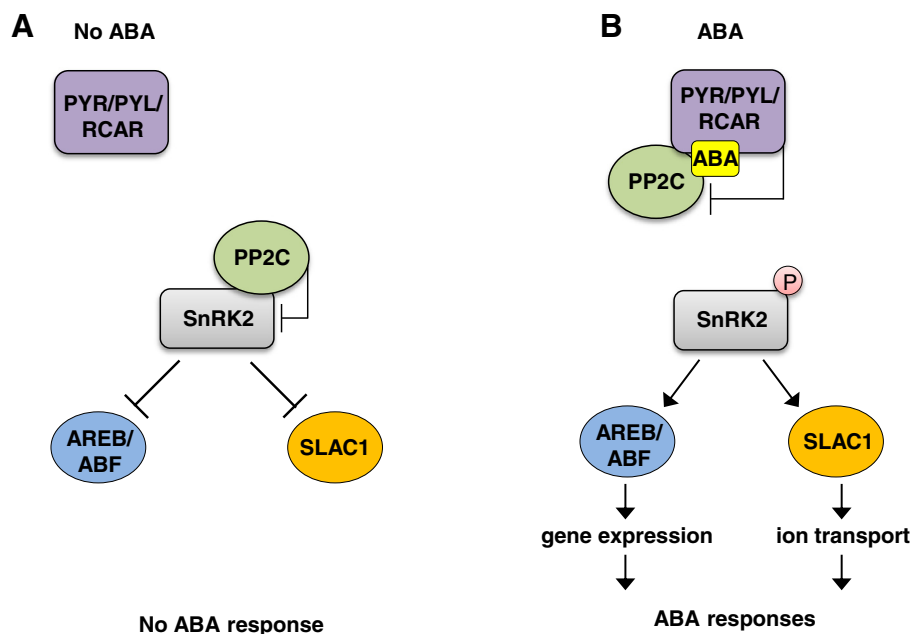 A
No ABA
PYR/PYL/
RCAR
PP2C
SnRK2
AREB/
ABF
SLAC1
No ABA response
B
ABA
PYR/PYL/
RCAR
ABA
PP2C
P
SnRK2
AREB/
ABF
SLAC1
gene expression
ion transport
ABA responses